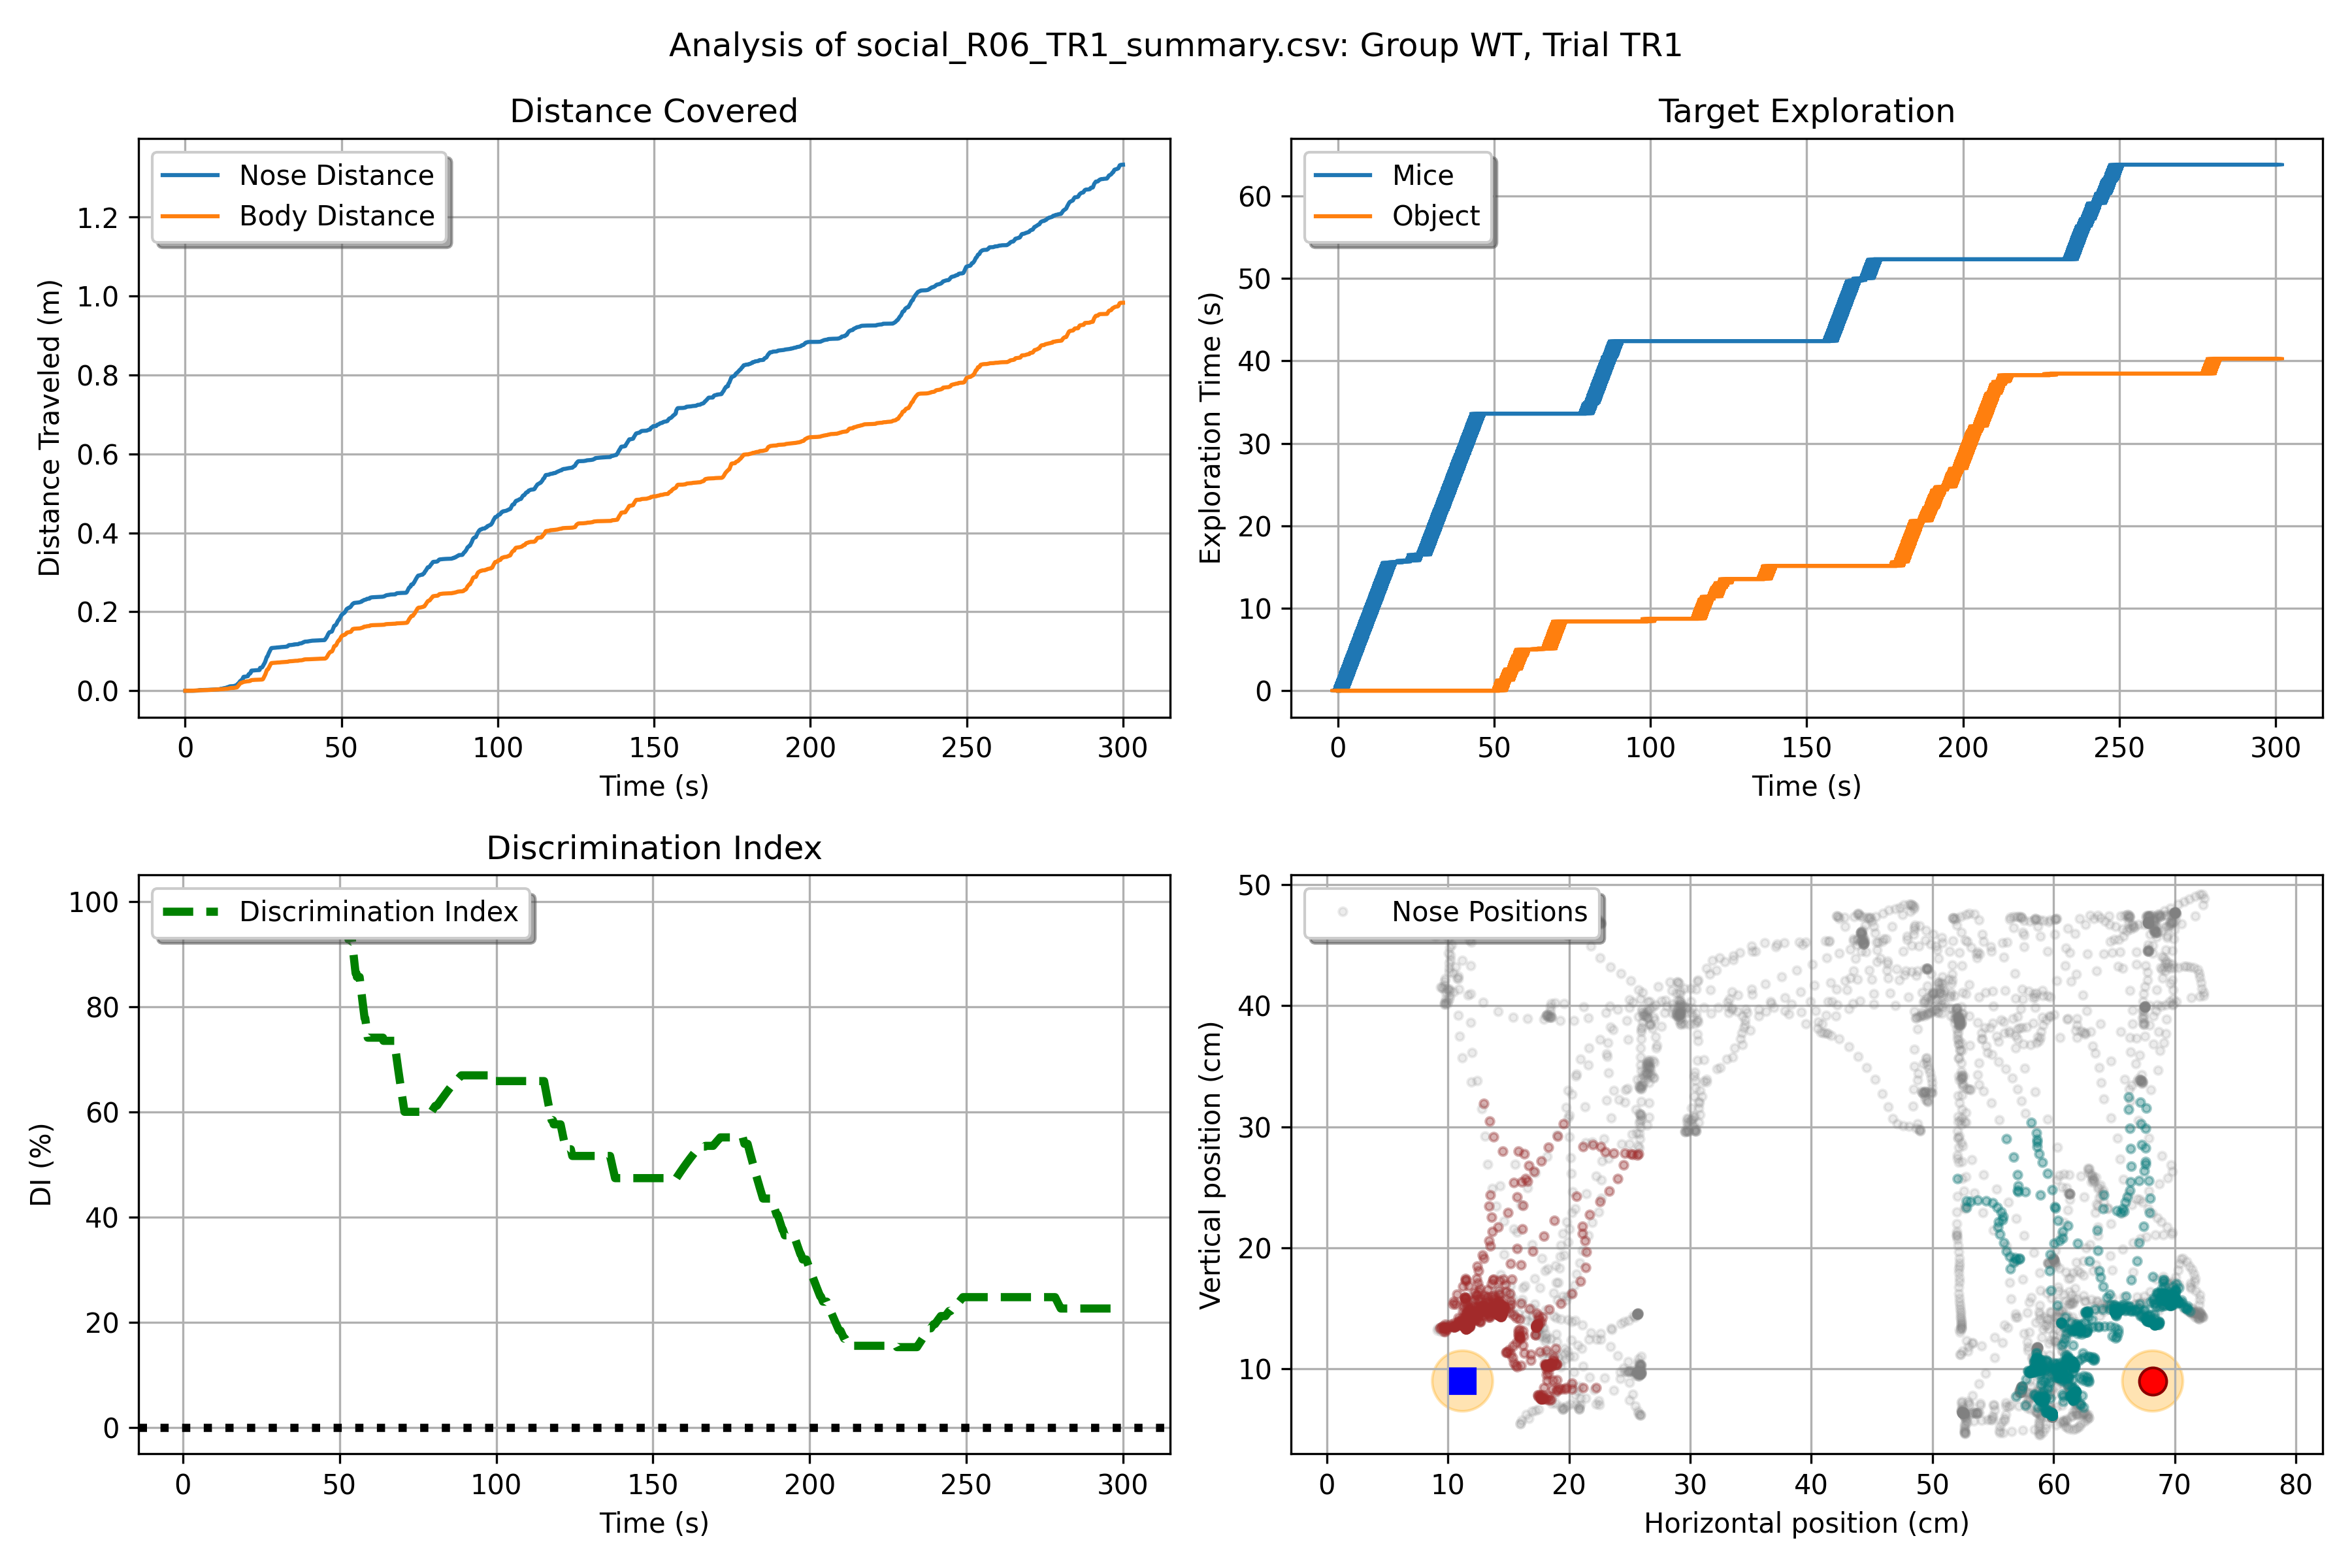 Analysis of social_R06_TR1_summary.csv: Group WT, Trial TR1
Distance Covered
Nose Distance
Body Distance
Distance Traveled (m)
1.2
1.0
0.8
0.6
0.4
0.2
0.0
0 50 100 150 200 250 300
Time (s)
Target Exploration
Mice
Object
Exploration Time (s)
60
50
40
30
20
10
0
0 50 100 150 200 250 300
Time (s)
Discrimination Index
Discrimination Index
DI (%)
100
80
60
40
20
0
0 50 100 150 200 250 300
Time (s)
Nose Positions
Vertical position (cm)
50
40
30
20
10
0 10 20 30 40 50 60 70 80
Horizontal position (cm)